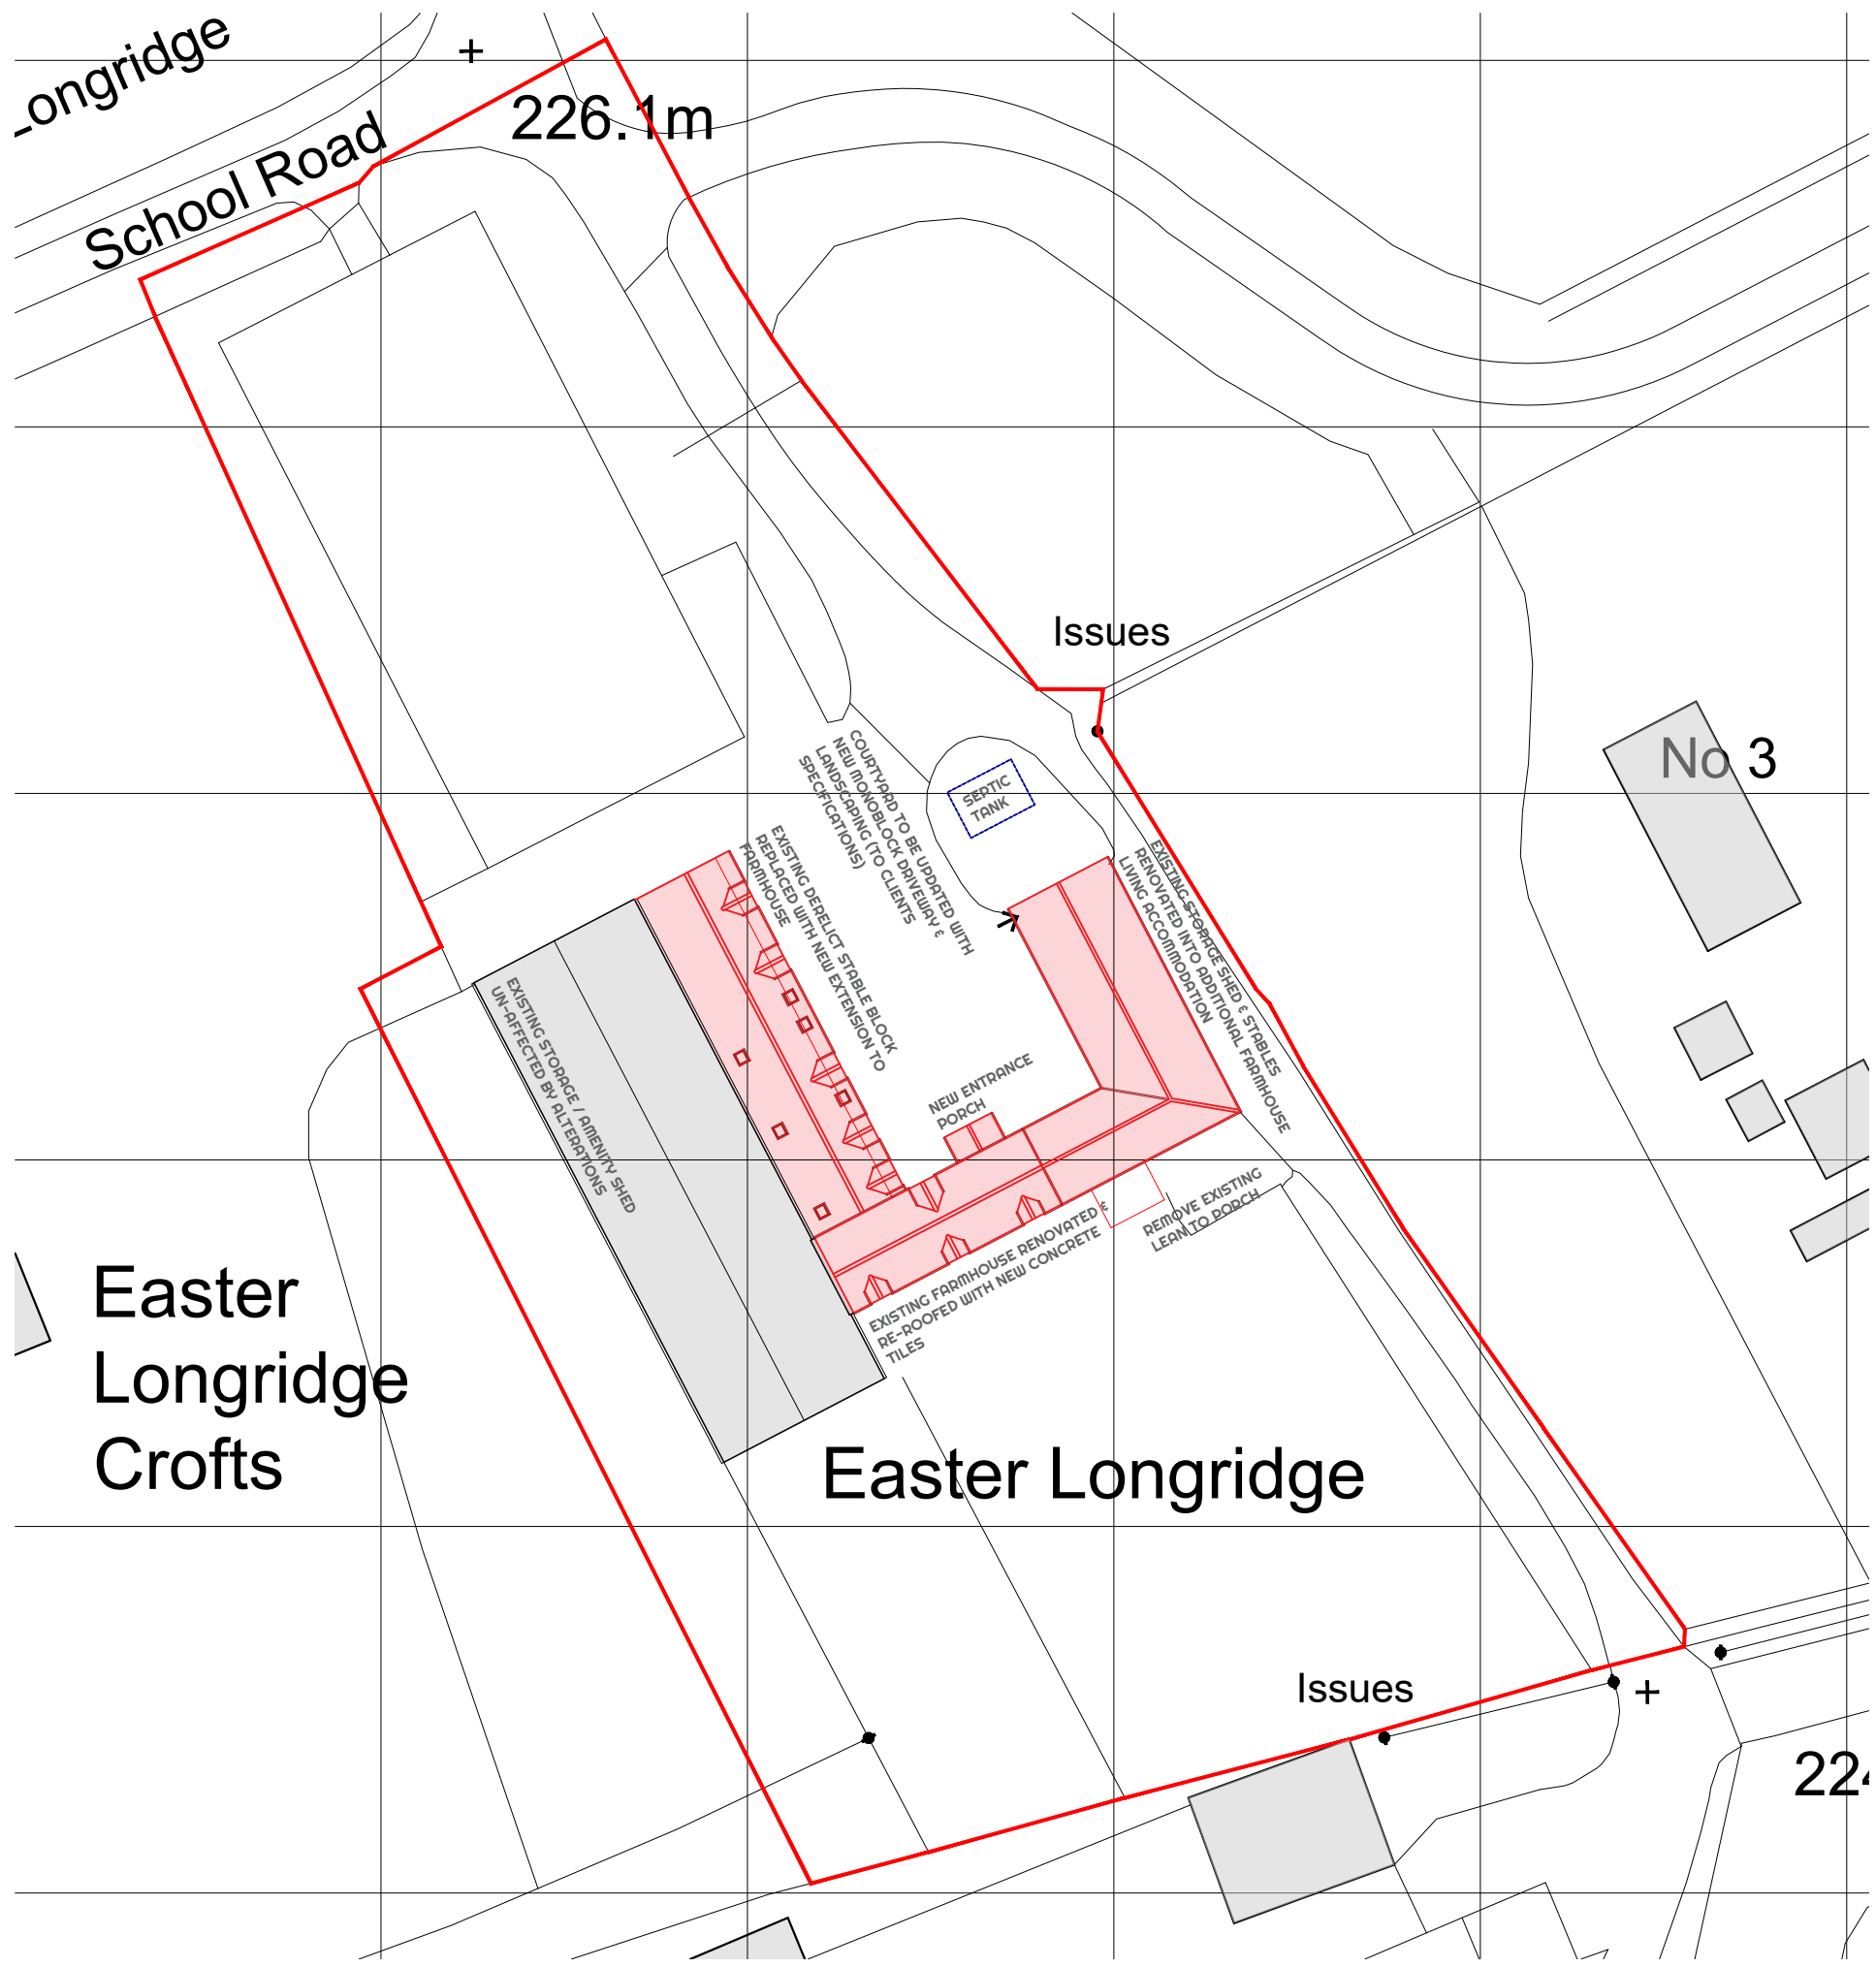 Longridge
School Road
226.1m
Issues
No 3
SEPTIC
TANK
COURTYARD TO BE UPDATED WITH
NEW MONOBLOCK DRIVEWAY &
LANDSCAPING (TO CLIENTS
SPECIFICATIONS)
EXISTING DERELICT STABLE BLOCK
REPLACED WITH NEW EXTENSION TO
FARMHOUSE
EXISTING STORAGE SHED & STABLES
RENOVATED INTO ADDITIONAL FARMHOUSE
LIVING ACCOMMODATION
EXISTING STORAGE / AMENITY SHED
UN-AFFECTED BY ALTERATIONS
NEW ENTRANCE
PORCH
REMOVE EXISTING
LEAN TO PORCH
EXISTING FARMHOUSE RENOVATED &
RE-ROOFED WITH NEW CONCRETE
TILES
Easter
Longridge
Crofts
Easter Longridge
Issues
224